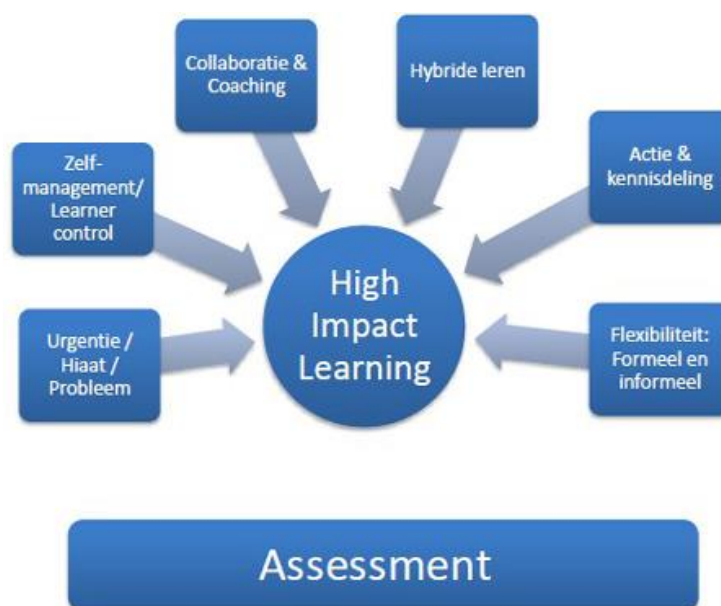 Collaboratie &
Coaching
Hybride leren
Zelf-
management/
Learner
control
Actie &
kennisdeling
High
Impact
Learning
Urgentie /
Hiaat /
Probleem
Flexibiliteit:
Formeel en
informeel
Assessment